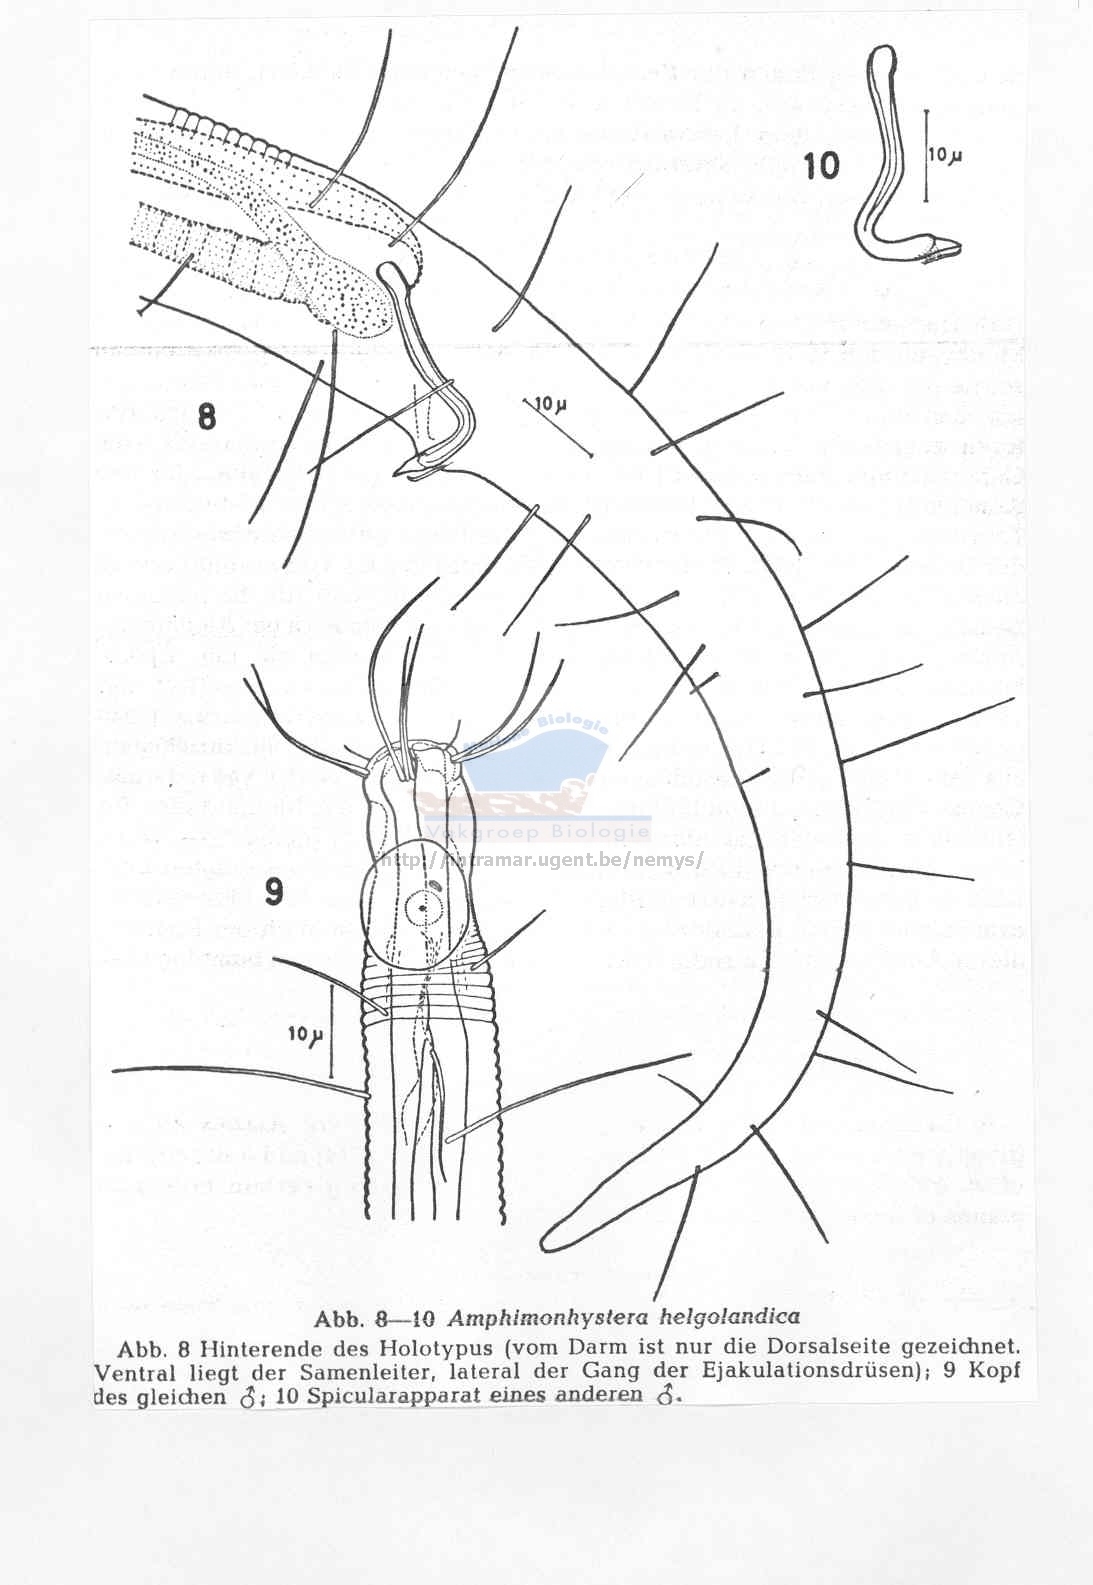 10
10 µ
8
10 µ
Marine Biologie
Vakgroep Biologie
http://intramar.ugent.be/nemys/
9
10 µ
Abb. 8—10 Amphimonhystera helgolandica
Abb. 8 Hinterende des Holotypus (vom Darm ist nur die Dorsalseite gezeichnet.
Ventral liegt der Samenleiter, lateral der Gang der Ejakulationsdrüsen); 9 Kopf
des gleichen ♂; 10 Spicularapparat eines anderen ♂.